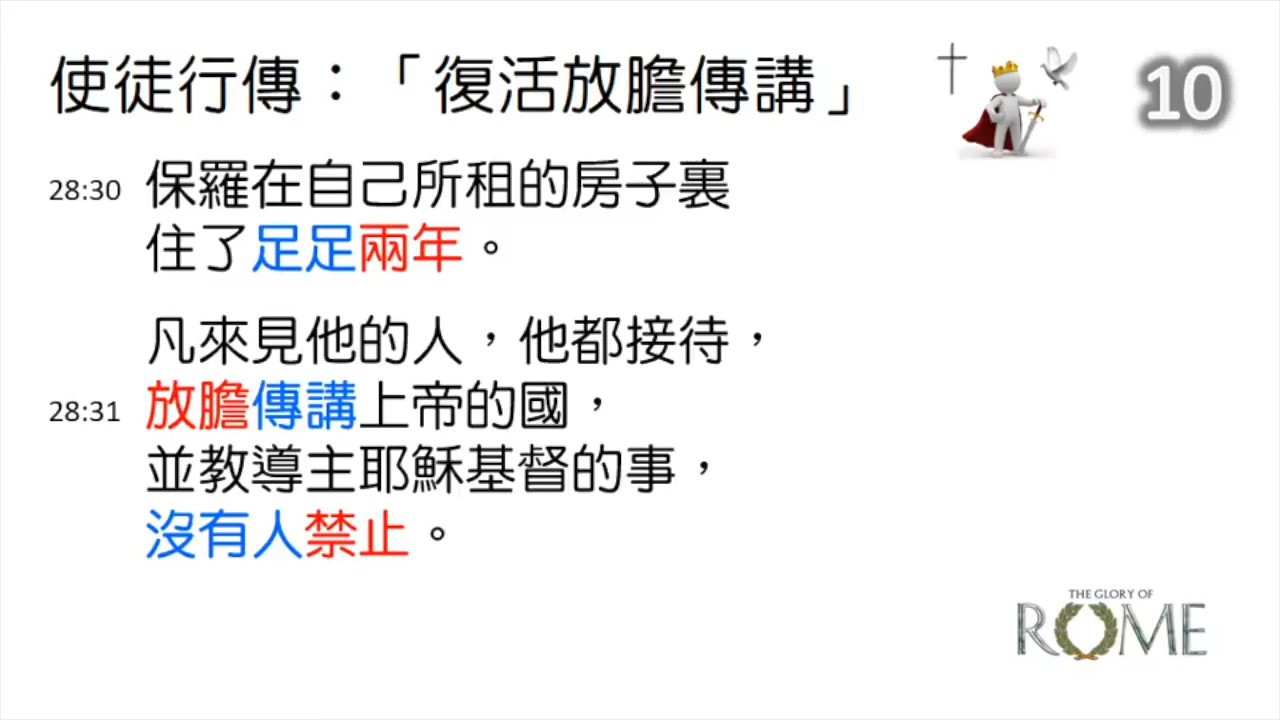 使徒行傳：「復活放膽傳講」
10
28:30 保羅在自己所租的房子裏
住了足足兩年。
凡來見他的人，他都接待，
28:31 放膽傳講上帝的國，
並教導主耶穌基督的事，
沒有人禁止。
THE GLORY OF
ROME